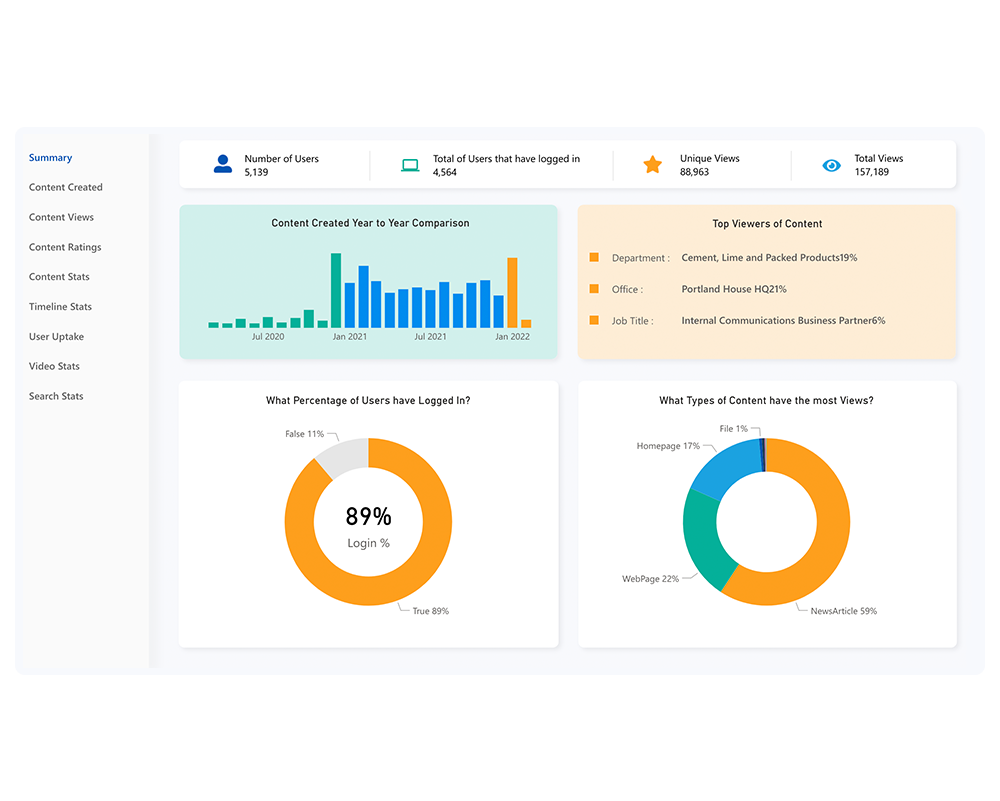 Summary
Content Created
Content Views
Content Ratings
Content Stats
Timeline Stats
User Uptake
Video Stats
Search Stats
Number of Users
5,139
Total of Users that have logged in
4,564
Unique Views
88,963
Total Views
157,189
Content Created Year to Year Comparison
Jul 2020
Jan 2021
Jul 2021
Jan 2022
Top Viewers of Content
Department : Cement, Lime and Packed Products19%
Office : Portland House HQ21%
Job Title : Internal Communications Business Partner6%
What Percentage of Users have Logged In?
False 11%
89%
Login %
True 89%
What Types of Content have the most Views?
File 1%
Homepage 17%
WebPage 22%
NewsArticle 59%